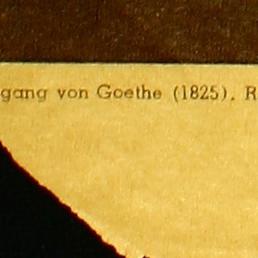 gang von Goethe (1825). R